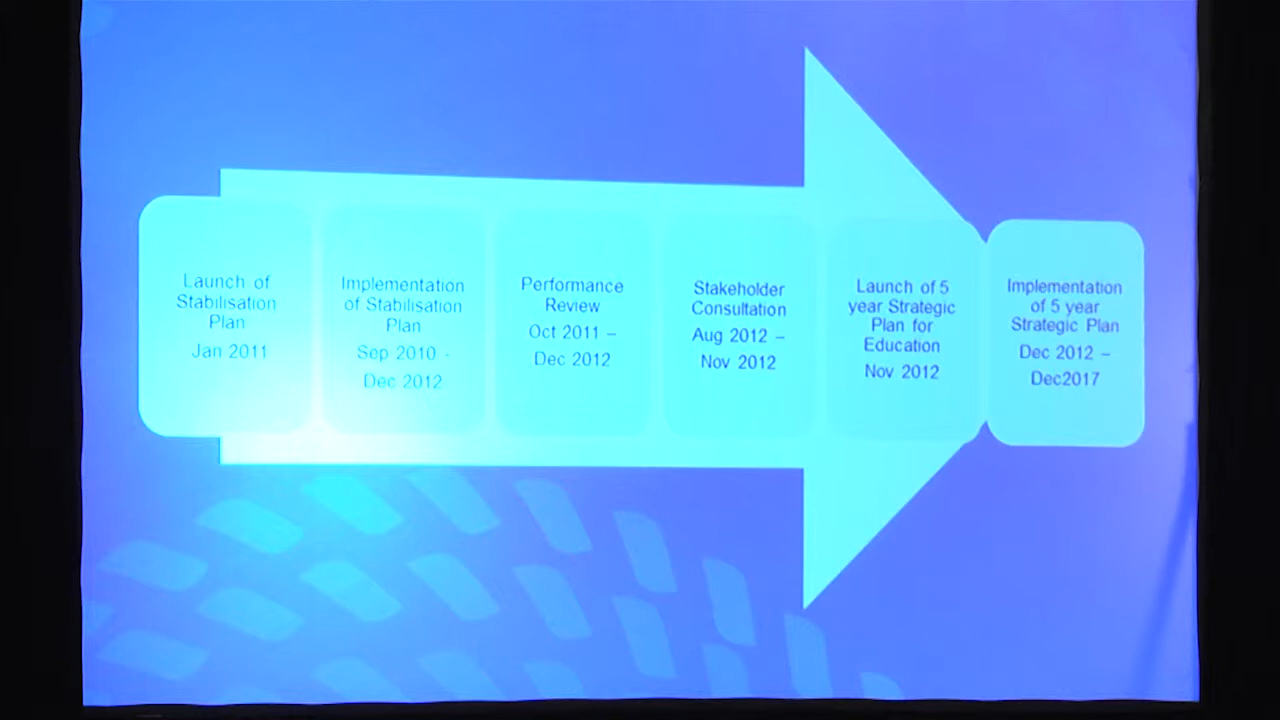 Launch of
Stabilisation
Plan
Jan 2011
Implementation
of Stabilisation
Plan
Sep 2010 -
Dec 2012
Performance
Review
Oct 2011 –
Dec 2012
Stakeholder
Consultation
Aug 2012 –
Nov 2012
Launch of 5
year Strategic
Plan for
Education
Nov 2012
Implementation
of 5 year
Strategic Plan
Dec 2012 –
Dec2017